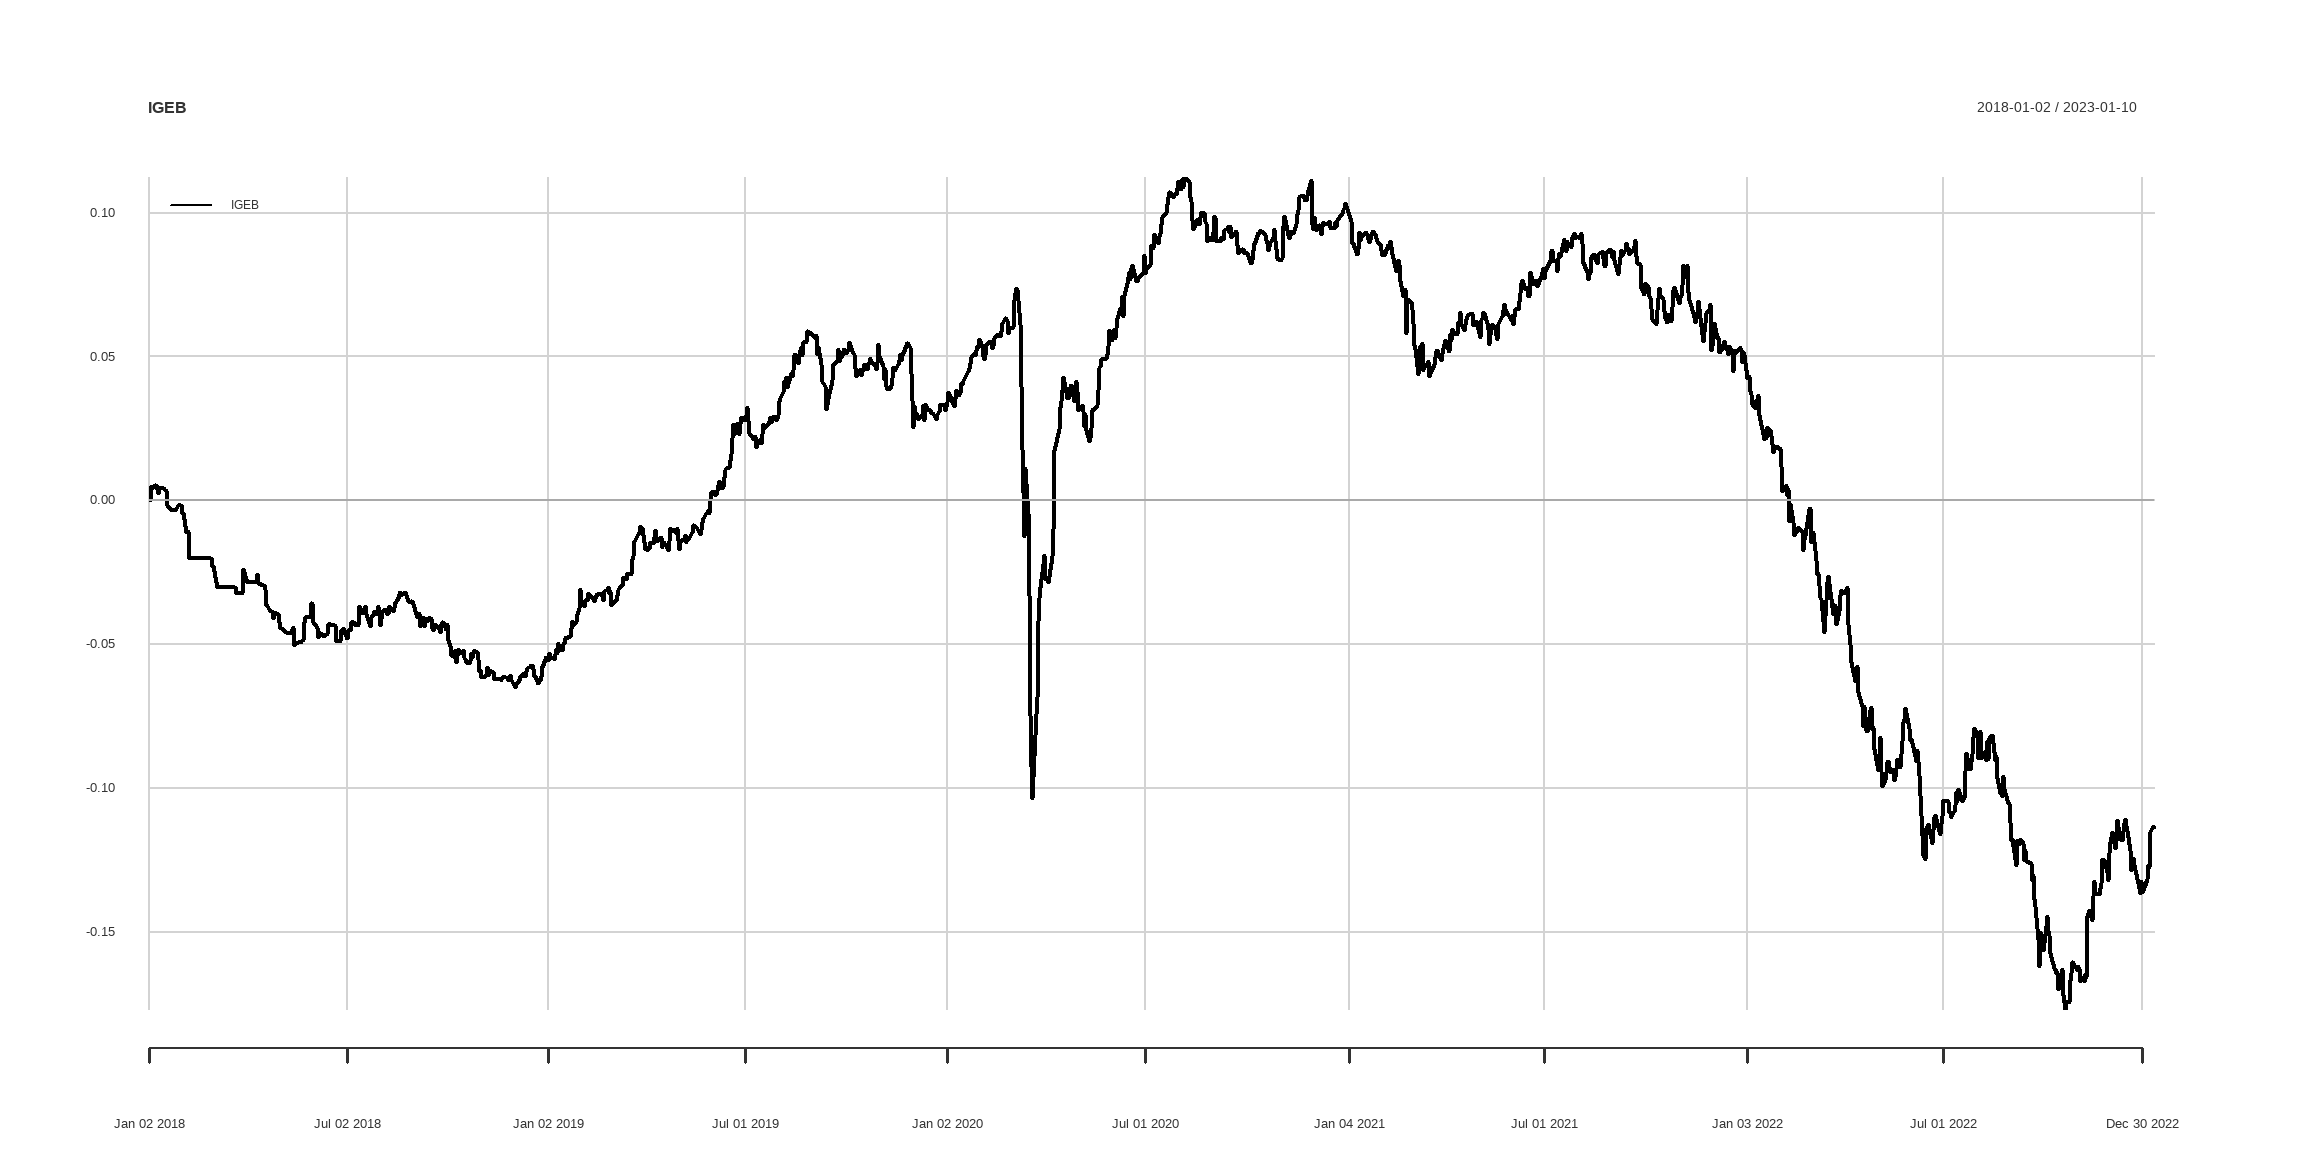 IGEB
2018-01-02 / 2023-01-10
IGEB
0.10
0.05
0.00
-0.05
-0.10
-0.15
Jan 02 2018
Jul 02 2018
Jan 02 2019
Jul 01 2019
Jan 02 2020
Jul 01 2020
Jan 04 2021
Jul 01 2021
Jan 03 2022
Jul 01 2022
Dec 30 2022